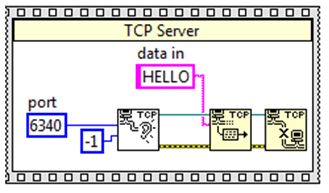 TCP Server
data in
HELLO
port
6340
-1
TCP
TCP
TCP